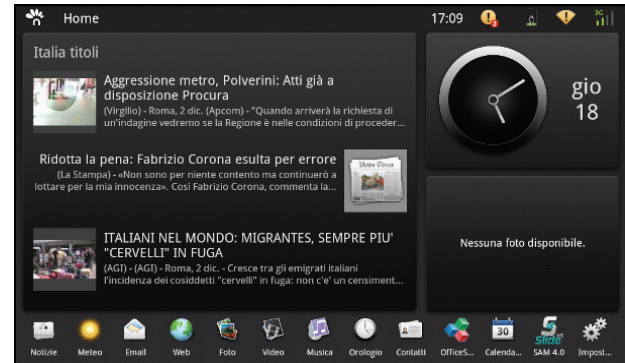 Home
17:09
3G
Italia titoli
Aggressione metro, Polverini: Atti già a
disposizione Procura
(Virgilio) - Roma, 2 dic. (Apcom) - "Quando arriverà la richiesta di
un'indagine vedremo se la Regione è nelle condizioni di proceder...
Ridotta la pena: Fabrizio Corona esulta per errore
(La Stampa) - «Non sono per niente contento ma continuerò a
lottare per la mia innocenza». Così Fabrizio Corona, commenta la...
ITALIANI NEL MONDO: MIGRANTES, SEMPRE PIU'
"CERVELLI" IN FUGA
(AGI) - (AGI) - Roma, 2 dic. - Cresce tra gli emigrati italiani
l'incidenza dei cosiddetti "cervelli" in fuga: non c'e' un censiment...
gio
18
Nessuna foto disponibile.
30
Slide
Notizie Meteo Email Web Foto Video Musica Orologio Contatti OfficeS... Calenda... SAM 4.0 Impost...